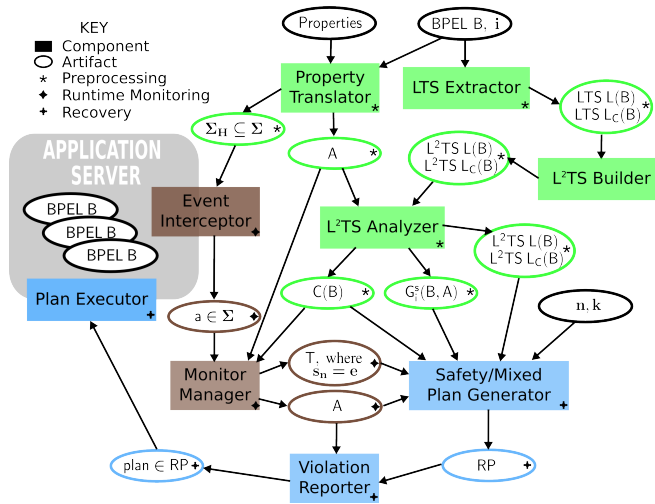 KEY
Component
Artifact
* Preprocessing
✦ Runtime Monitoring
+ Recovery
Properties
BPEL B, i
Property
Translator *
LTS Extractor *
Σ_H ⊆ Σ *
A *
LTS L(B)
LTS L_C(B) *
L²TS L(B)
L²TS L_C(B) *
L²TS Builder
APPLICATION
SERVER
BPEL B
BPEL B
BPEL B
Event
Interceptor ✦
L²TS Analyzer
*
L²TS L(B)
L²TS L_C(B) *
Plan Executor
+
C(B) *
G_i^s(B, A) *
n, k
a ∈ Σ ✦
T, where
s_n = e ✦
Monitor
Manager ✦
A ✦
Safety/Mixed
Plan Generator
+
plan ∈ RP +
Violation
Reporter +
RP +